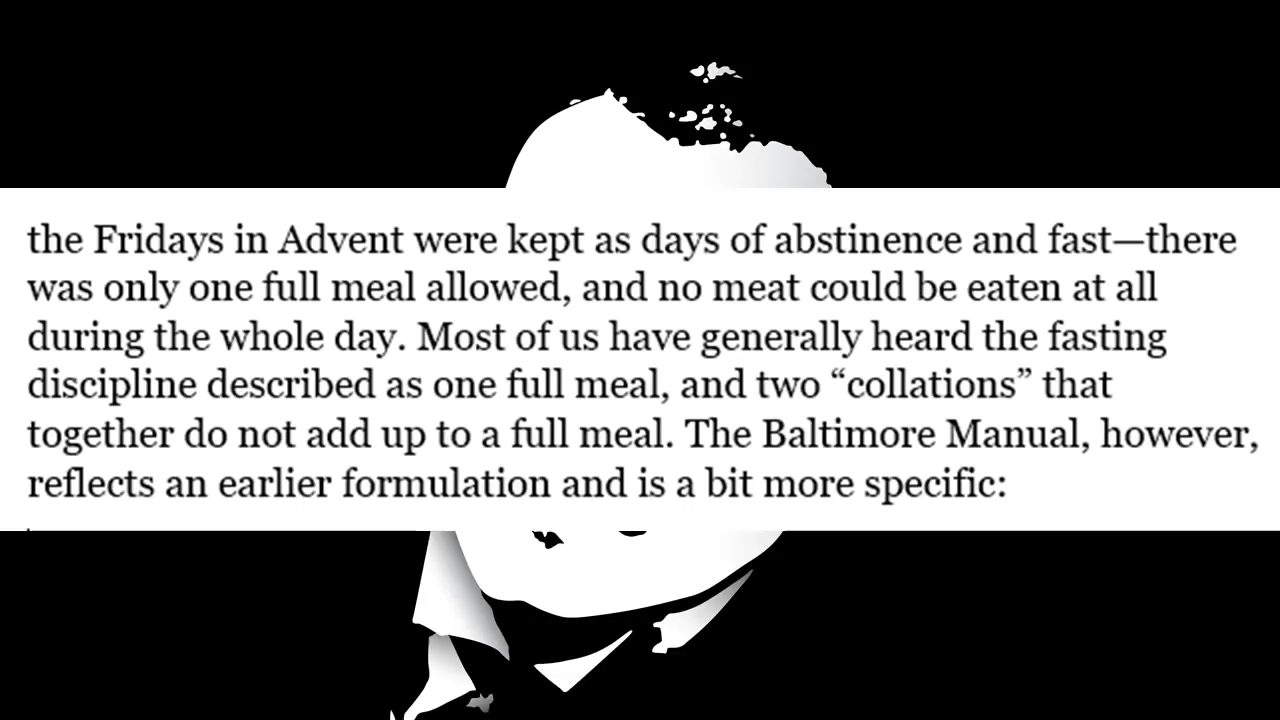 the Fridays in Advent were kept as days of abstinence and fast—there
was only one full meal allowed, and no meat could be eaten at all
during the whole day. Most of us have generally heard the fasting
discipline described as one full meal, and two “collations” that
together do not add up to a full meal. The Baltimore Manual, however,
reflects an earlier formulation and is a bit more specific: